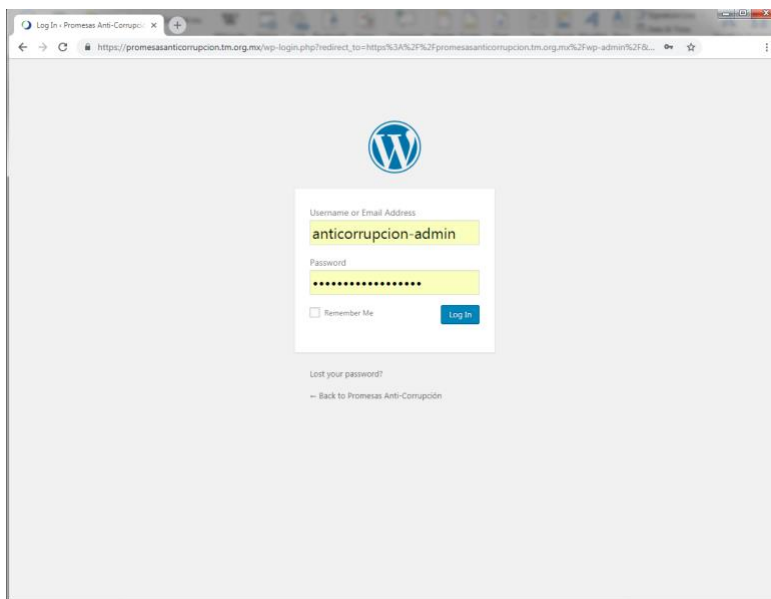 Log In ‹ Promesas Anti-Corrupci
https://promesasanticorrupcion.tm.org.mx/wp-login.php?redirect_to=https%3A%2F%2Fpromesasanticorrupcion.tm.org.mx%2Fwp-admin%2F&...
Username or Email Address
anticorrupcion-admin
Password
••••••••••••••••••
Remember Me
Log In
Lost your password?
← Back to Promesas Anti-Corrupción